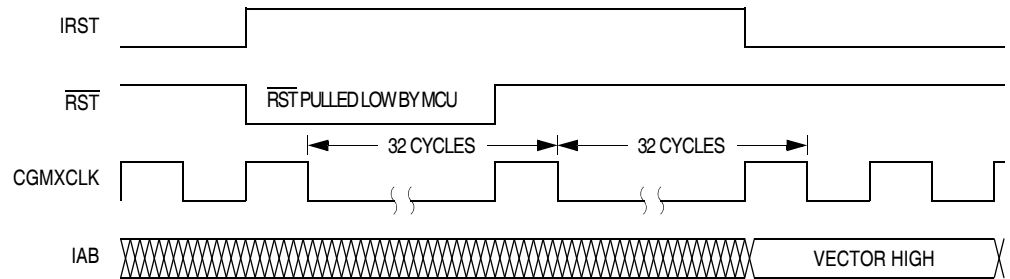 IRST
RST
RST PULLED LOW BY MCU
32 CYCLES
32 CYCLES
CGMXCLK
IAB
VECTOR HIGH